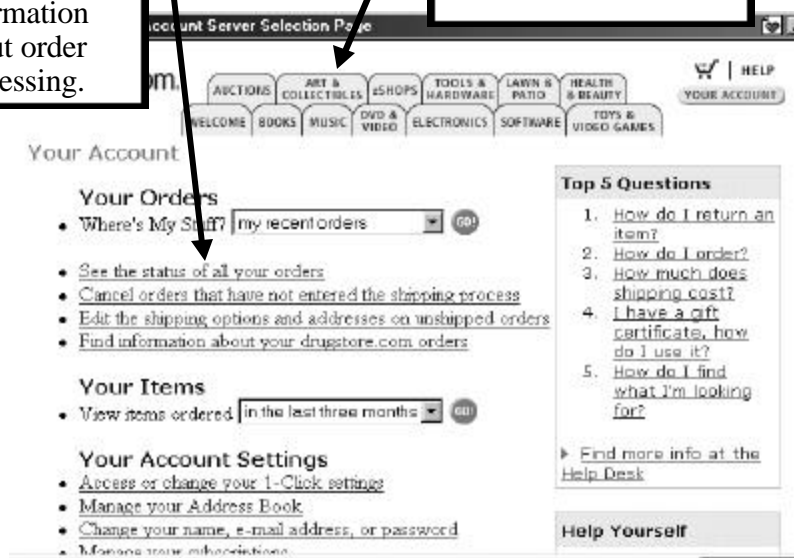 rmation
ut order
essing.
ccount Server Selection Page
om.
AUCTIONS
ART & COLLECTIBLES
zSHOPS
TOOLS & HARDWARE
LAWN & PATIO
HEALTH & BEAUTY
HELP
YOUR ACCOUNT
WELCOME
BOOKS
MUSIC
DVD & VIDEO
ELECTRONICS
SOFTWARE
TOYS & VIDEO GAMES
Your Account
Your Orders
• Where's My Stuff? my recent orders GO!
• See the status of all your orders
• Cancel orders that have not entered the shipping process
• Edit the shipping options and addresses on unshipped orders
• Find information about your drugstore.com orders
Your Items
• View items ordered in the last three months GO!
Your Account Settings
• Access or change your 1-Click settings
• Manage your Address Book
• Change your name, e-mail address, or password
• Manage your subscriptions
Top 5 Questions
1. How do I return an
item?
2. How do I order?
3. How much does
shipping cost?
4. I have a gift
certificate, how
do I use it?
5. How do I find
what I'm looking
for?
Find more info at the
Help Desk
Help Yourself